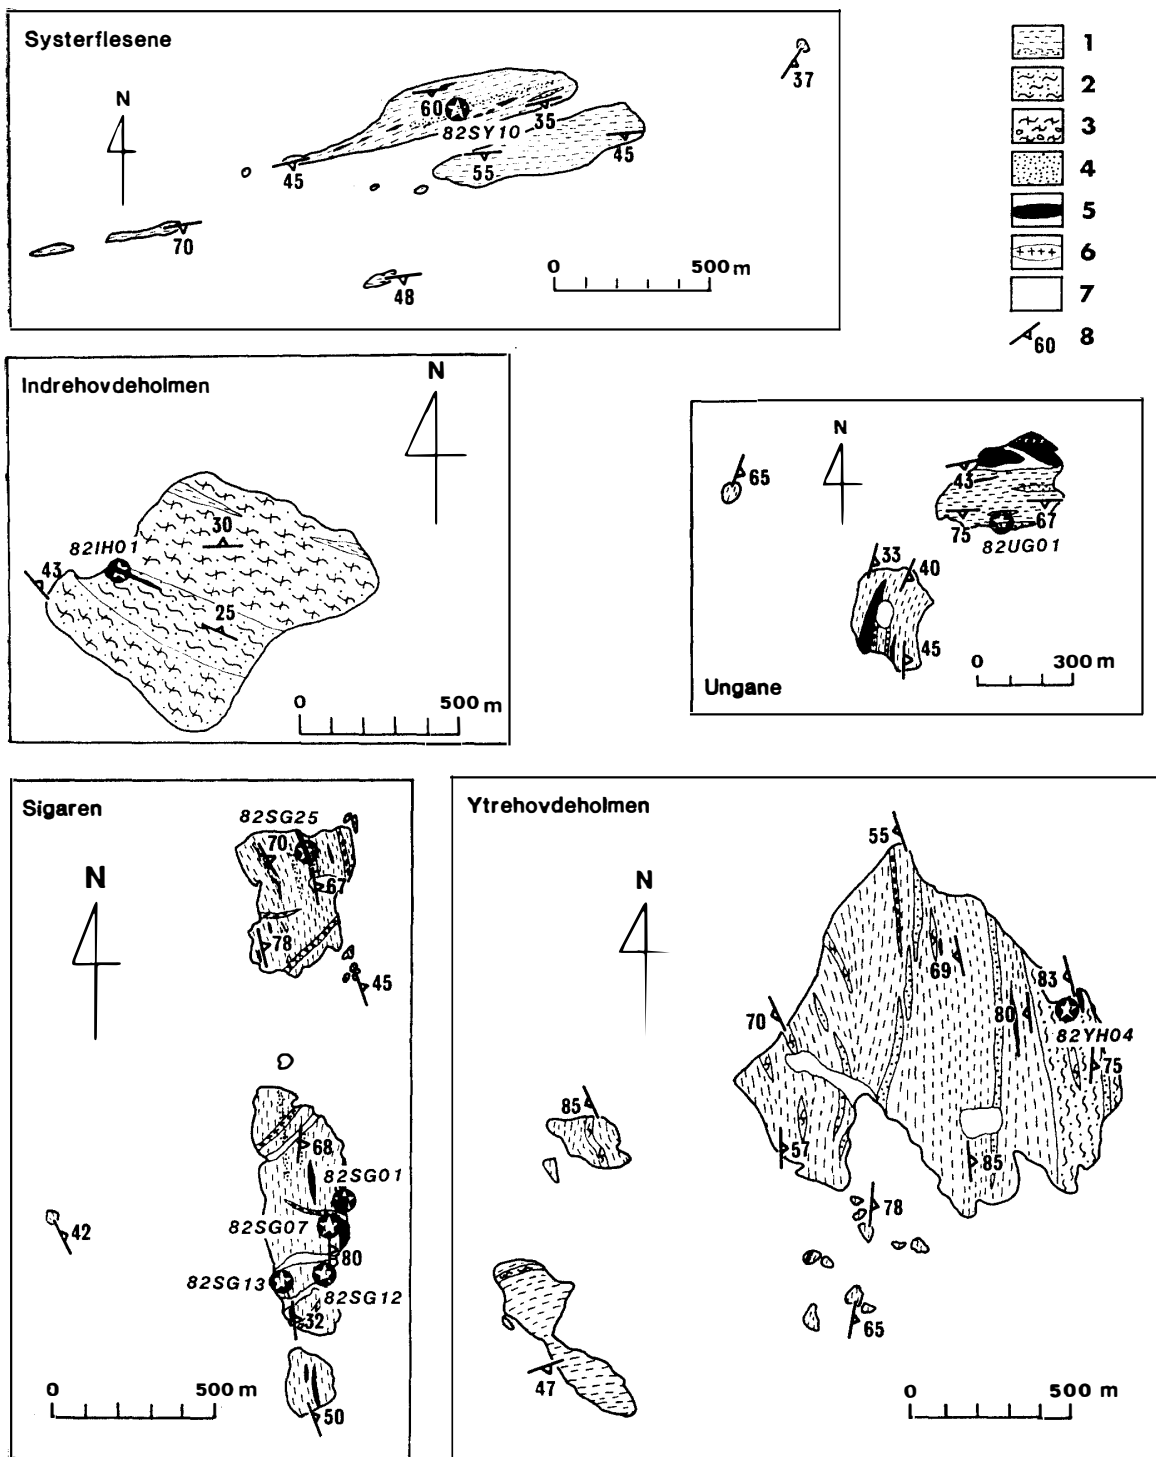 Systerflesene
N
60
82SY10
35
45
55
45
37
70
48
0 500 m
1
2
3
4
5
6
7
60 8
Indrehovdeholmen
N
82IH01
30
43
25
0 500 m
N
65
43
75
67
82UG01
33
40
45
0 300 m
Ungane
Sigaren
N
82SG25
70
67
78
45
68
82SG01
82SG07
42
80
82SG13
82SG12
32
50
0 500 m
Ytrehovdeholmen
N
55
69
83
80
82YH04
75
70
85
57
85
78
65
47
0 500 m